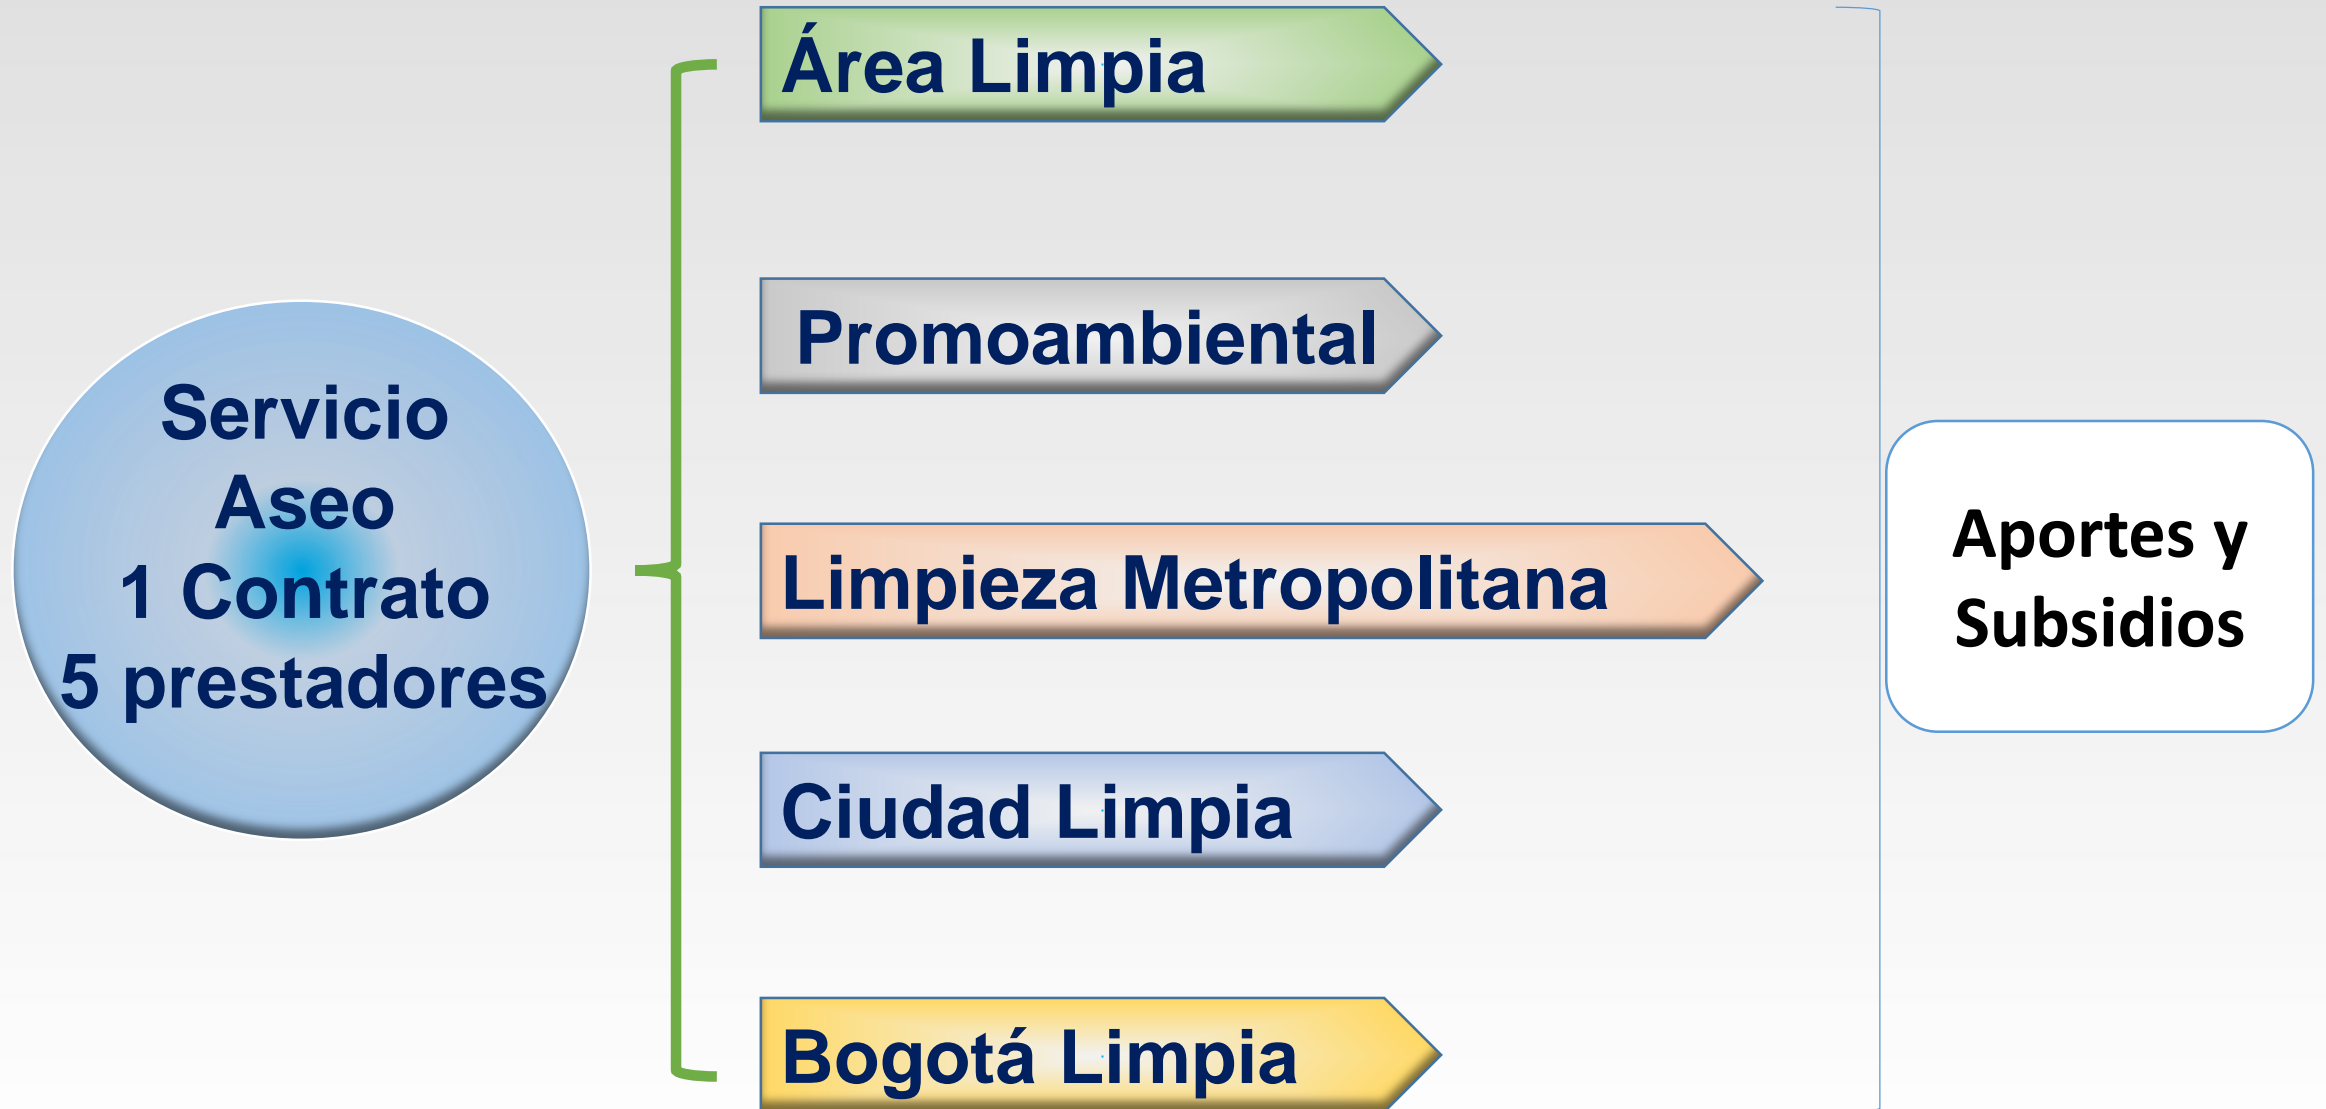 Servicio
Aseo
1 Contrato
5 prestadores
Área Limpia
Promoambiental
Limpieza Metropolitana
Ciudad Limpia
Bogotá Limpia
Aportes y
Subsidios